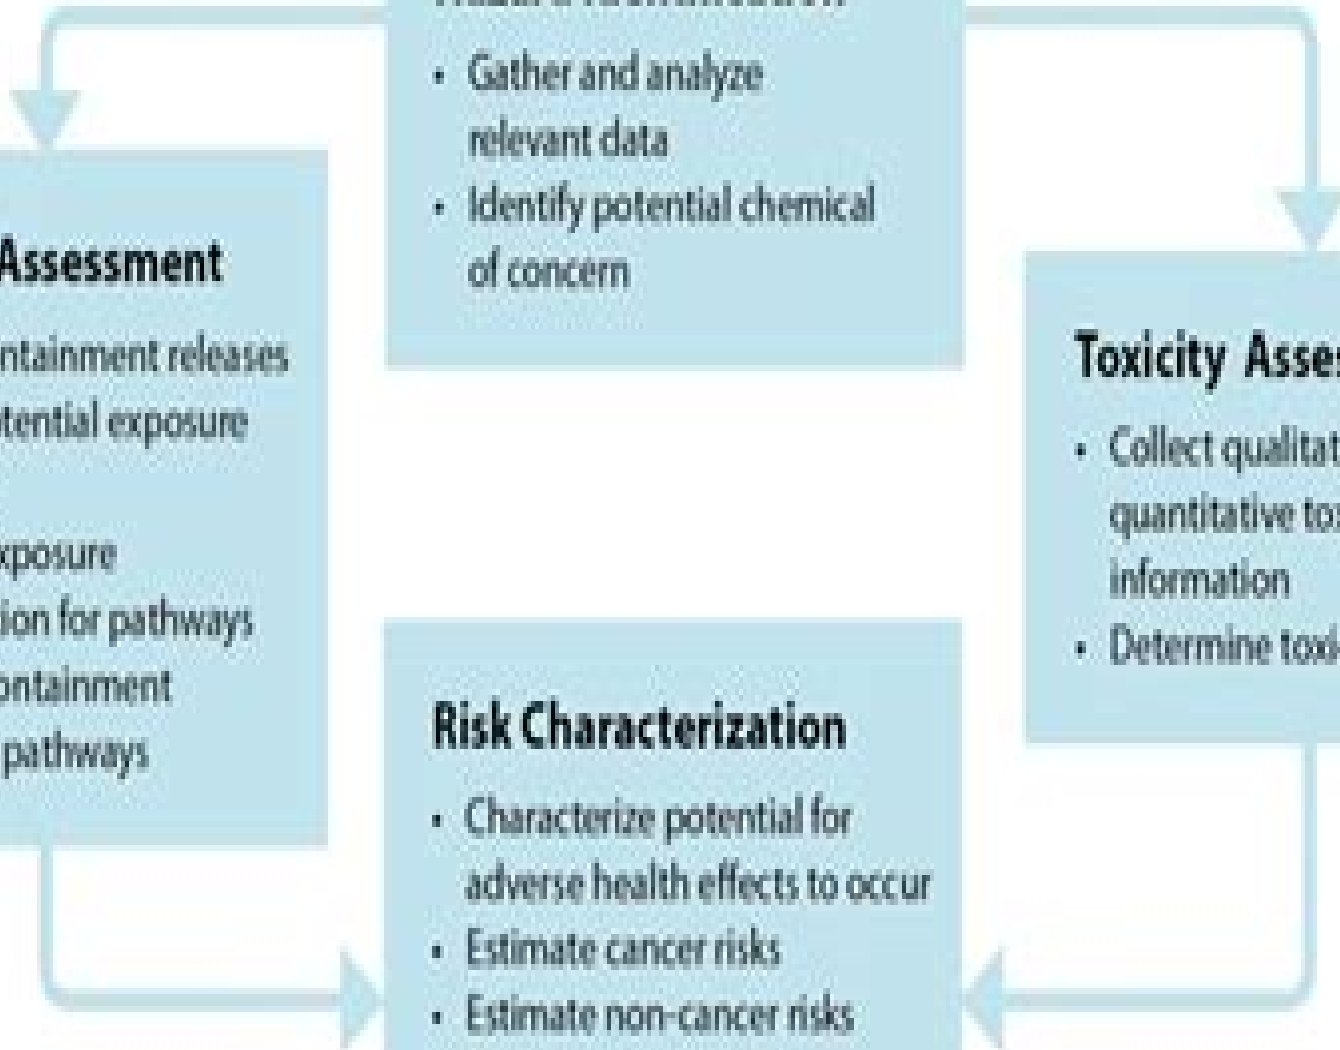 • Gather and analyze
relevant data
• Identify potential chemical
of concern
Assessment
ntainment releases
otential exposure
xposure
ion for pathways
ontainment
pathways
Toxicity Asses
• Collect qualitat
quantitative tox
information
• Determine toxi
Risk Characterization
• Characterize potential for
adverse health effects to occur
• Estimate cancer risks
• Estimate non-cancer risks